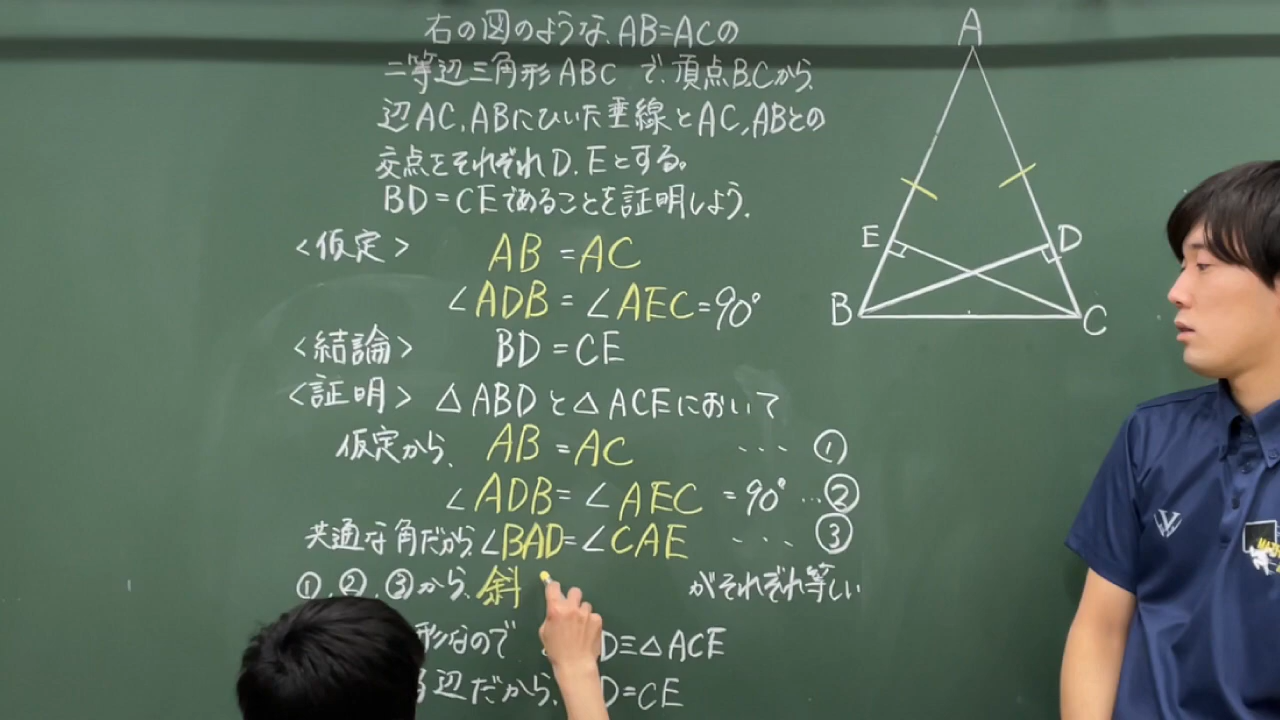 右の図のような、AB=ACの
二等辺三角形ABCで、頂点B,Cから、
辺AC,ABにひいた垂線とAC,ABとの
交点をそれぞれD,Eとする。
BD=CEであることを証明しよう。
<仮定> AB=AC
∠ADB=∠AEC=90°
<結論> BD=CE
<証明> △ABDと△ACEにおいて
仮定から、AB=AC ・・・①
∠ADB=∠AEC=90° ・・②
共通な角だから∠BAD=∠CAE ・・・③
①,②,③から、斜 がそれぞれ等しい
形なので D≡△ACE
辺だから、D=CE
A
E
D
B
C